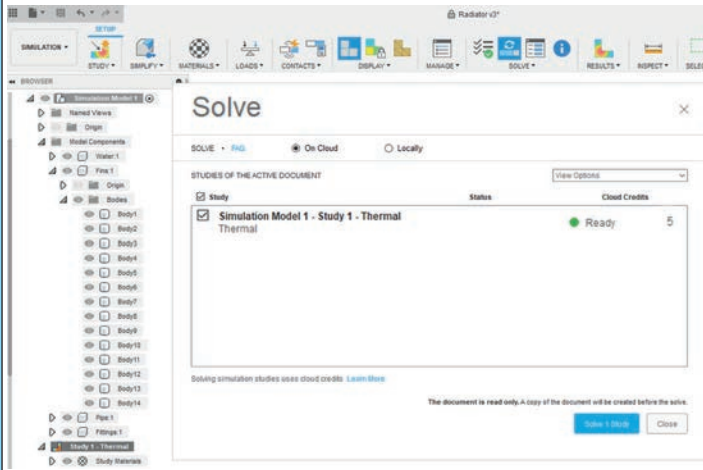 Radiator v3*
SETUP
SIMULATION
STUDY SIMPLIFY MATERIALS LOADS CONTACTS DISPLAY MANAGE SOLVE RESULTS INSPECT SELEC
BROWSER
Simulation Model 1
Named Views
Origin
Model Components
Water:1
Fins:1
Origin
Bodies
Body1
Body2
Body3
Body4
Body5
Body6
Body7
Body8
Body9
Body10
Body11
Body12
Body13
Body14
Pipe:1
Fittings:1
Study 1 - Thermal
Study Materials
Solve
SOLVE • FAQ On Cloud Locally
STUDIES OF THE ACTIVE DOCUMENT View Options
Study Status Cloud Credits
Simulation Model 1 - Study 1 - Thermal
Thermal Ready 5
Solving simulation studies uses cloud credits Learn More
The document is read only. A copy of the document will be created before the solve.
Solve 1 Study Close